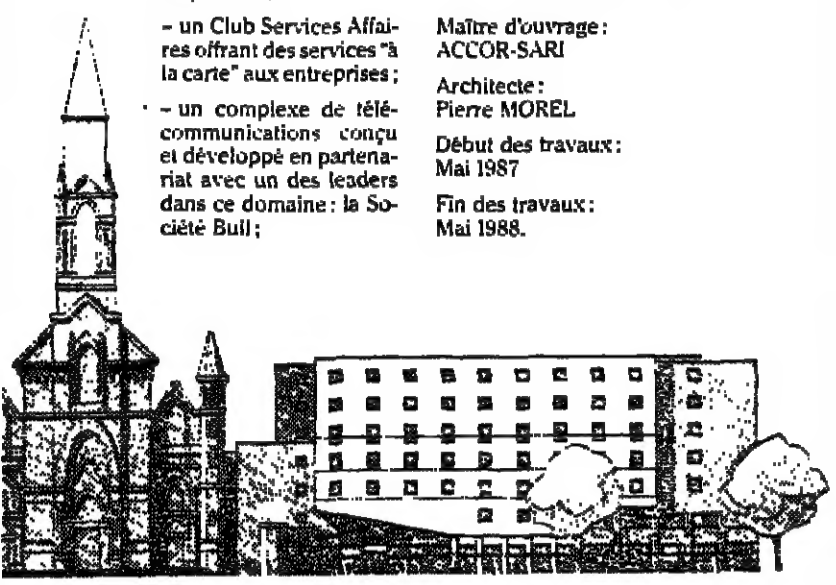 – un Club Services Affai-
res offrant des services "à
la carte" aux entreprises ;
– un complexe de télé-
communications conçu
et développé en partena-
riat avec un des leaders
dans ce domaine : la So-
ciété Bull ;
Maître d'ouvrage :
ACCOR-SARI
Architecte :
Pierre MOREL
Début des travaux :
Mai 1987
Fin des travaux :
Mai 1988.